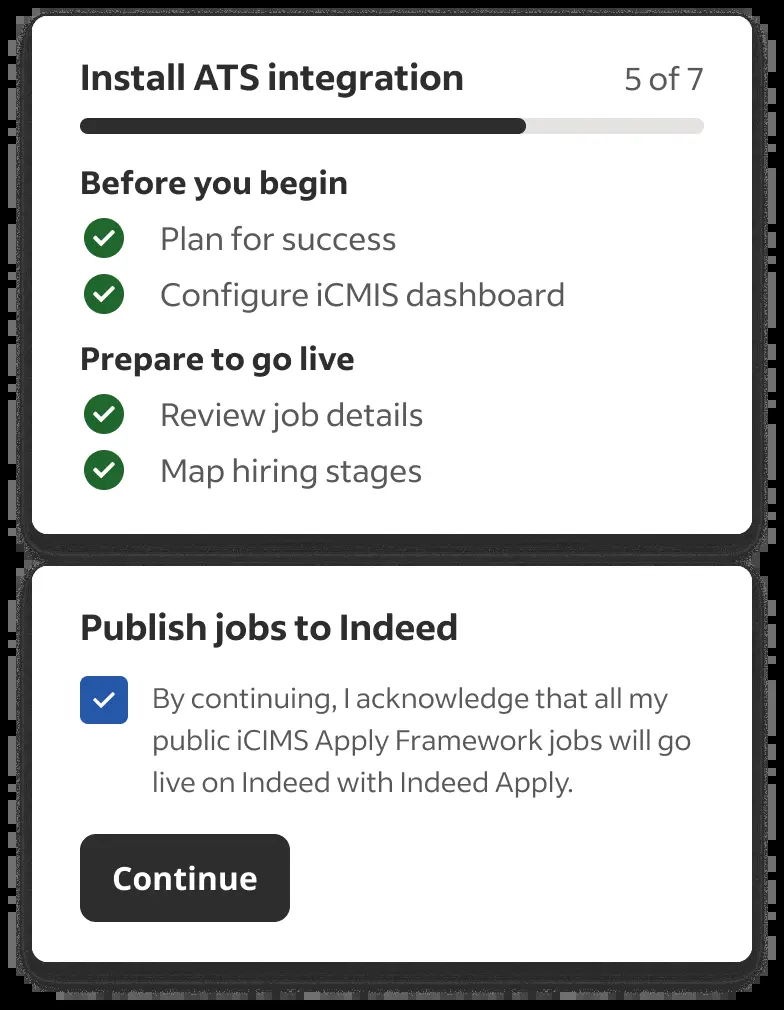 Install ATS integration 5 of 7
Before you begin
Plan for success
Configure iCMIS dashboard
Prepare to go live
Review job details
Map hiring stages
Publish jobs to Indeed
By continuing, I acknowledge that all my
public iCIMS Apply Framework jobs will go
live on Indeed with Indeed Apply.
Continue